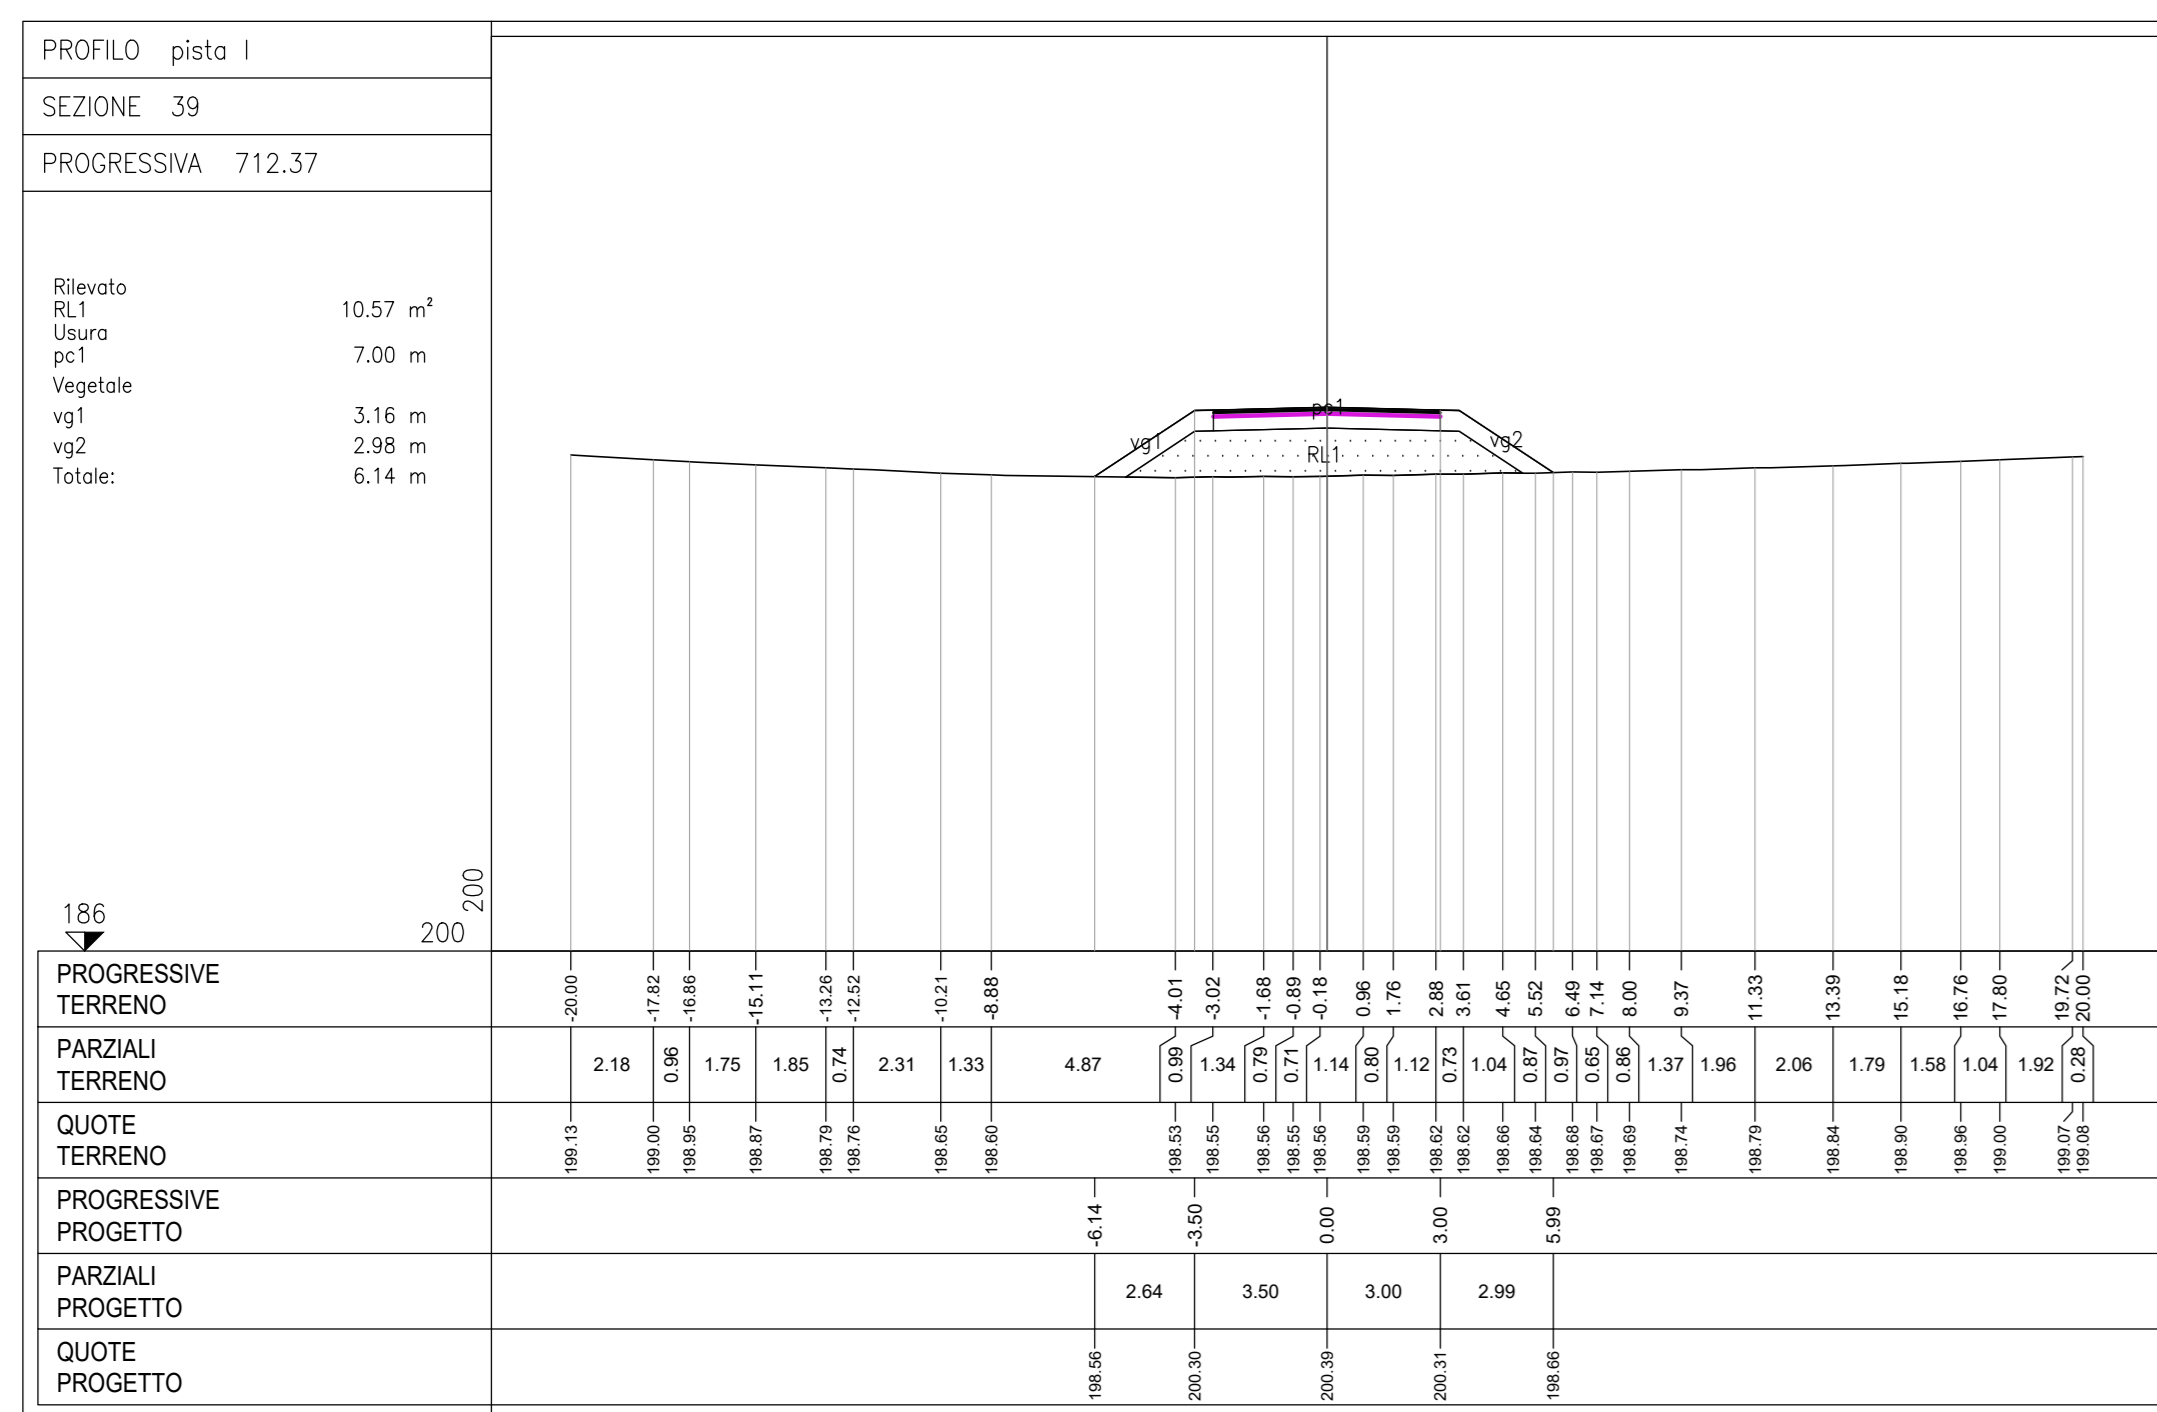 PROFILO pista I
SEZIONE 39
PROGRESSIVA 712.37
Rilevato
RL1 10.57 m²
Usura
pc1 7.00 m
Vegetale
vg1 3.16 m
vg2 2.98 m
Totale: 6.14 m
pc1
vg1 vg2
RL1
200
186
200
PROGRESSIVE
TERRENO
-20.00 -17.82 -16.86 -15.11 -13.26 -12.52 -10.21 -8.88 -4.01 -3.02 -1.68 -0.89 -0.18 0.96 1.76 2.88 3.61 4.65 5.52 6.49 7.14 8.00 9.37 11.33 13.39 15.18 16.76 17.80 19.72 20.00
PARZIALI
TERRENO
2.18 0.96 1.75 1.85 0.74 2.31 1.33 4.87 0.99 1.34 0.79 0.71 1.14 0.80 1.12 0.73 1.04 0.87 0.97 0.65 0.86 1.37 1.96 2.06 1.79 1.58 1.04 1.92 0.28
QUOTE
TERRENO
199.13 199.00 198.95 198.87 198.79 198.76 198.65 198.60 198.53 198.55 198.56 198.55 198.56 198.59 198.59 198.62 198.62 198.66 198.64 198.68 198.67 198.69 198.74 198.79 198.84 198.90 198.96 199.00 199.07 199.08
PROGRESSIVE
PROGETTO
-6.14 -3.50 0.00 3.00 5.99
PARZIALI
PROGETTO
2.64 3.50 3.00 2.99
QUOTE
PROGETTO
198.56 200.30 200.39 200.31 198.66